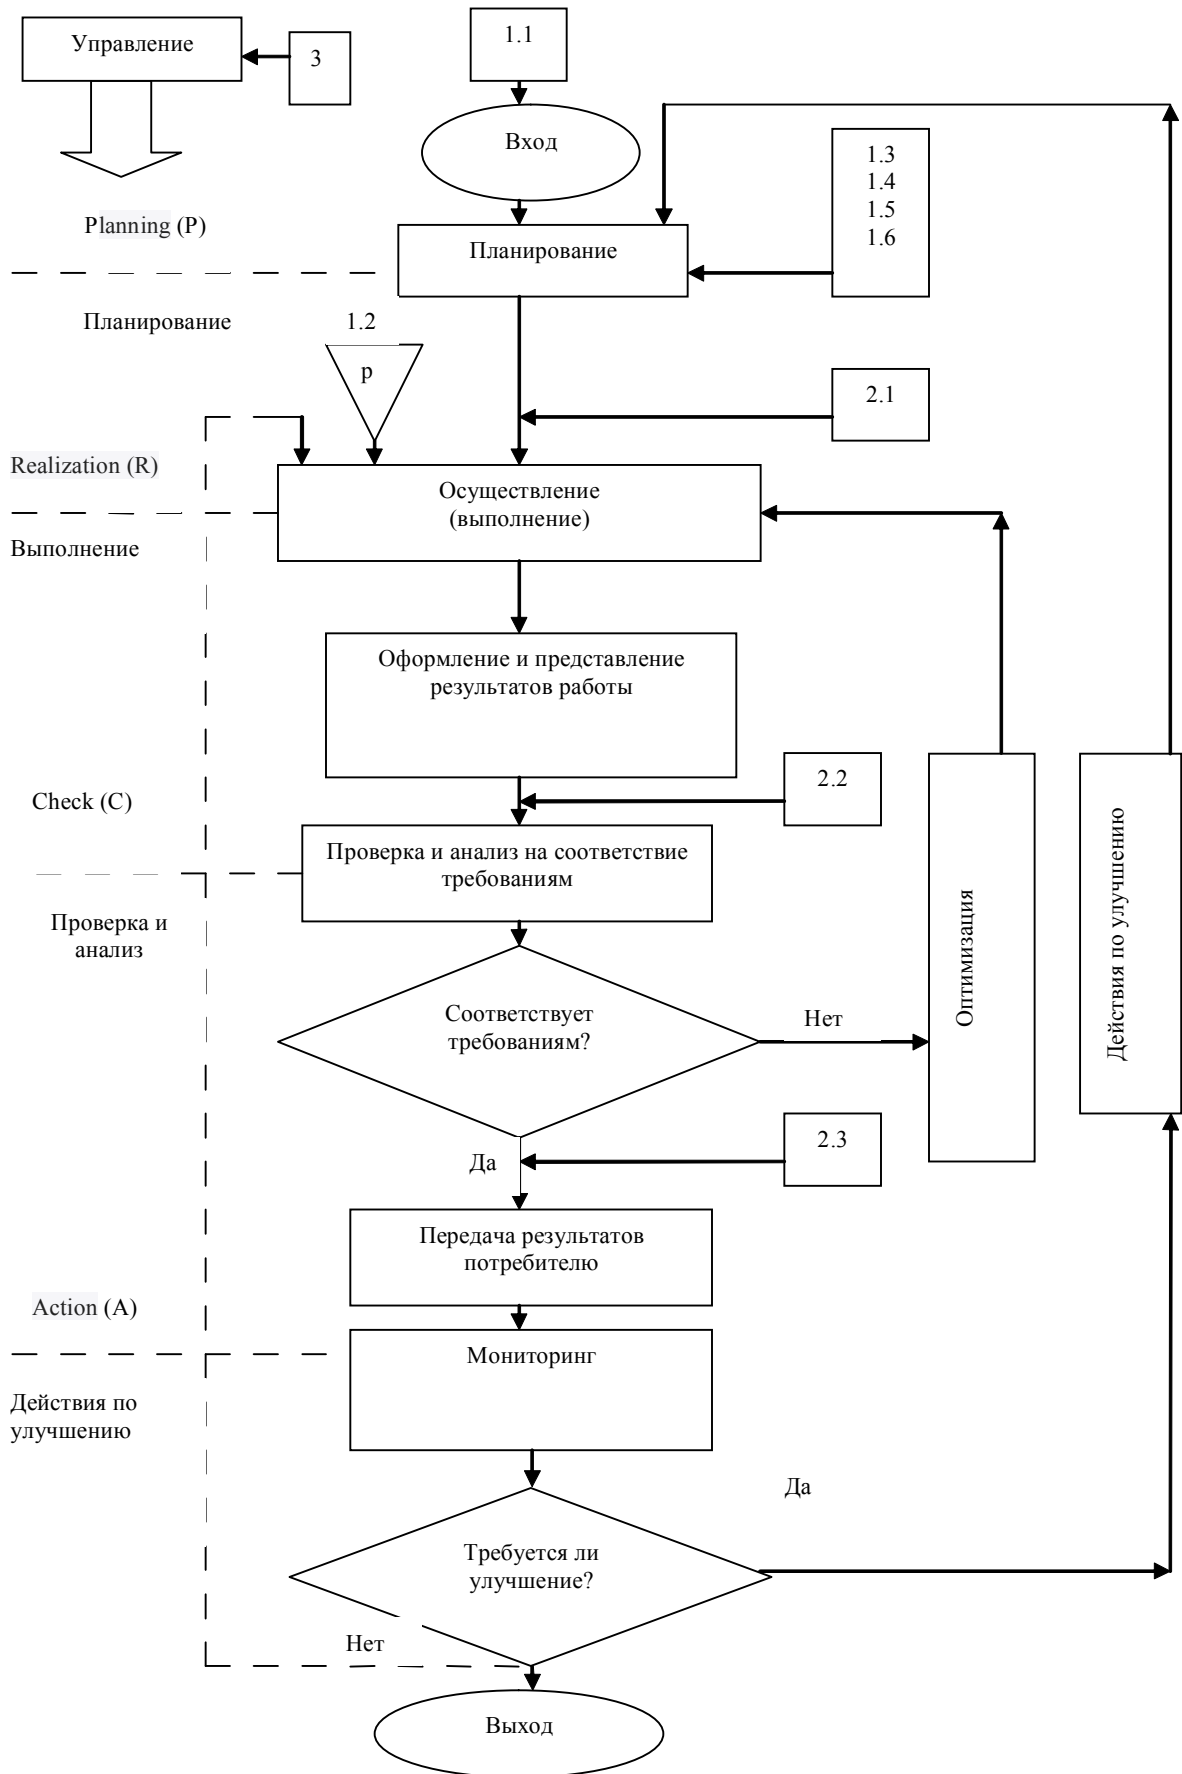 Управление
3
1.1
Вход
1.3
1.4
1.5
1.6
Planning (P)
Планирование
Планирование
1.2
p
2.1
Realization (R)
Осуществление
(выполнение)
Выполнение
Оформление и представление
результатов работы
2.2
Check (C)
Проверка и анализ на соответствие
требованиям
Проверка и
анализ
Соответствует
требованиям?
Нет
Оптимизация
Действия по улучшению
2.3
Да
Передача результатов
потребителю
Action (A)
Мониторинг
Действия по
улучшению
Да
Требуется ли
улучшение?
Нет
Выход